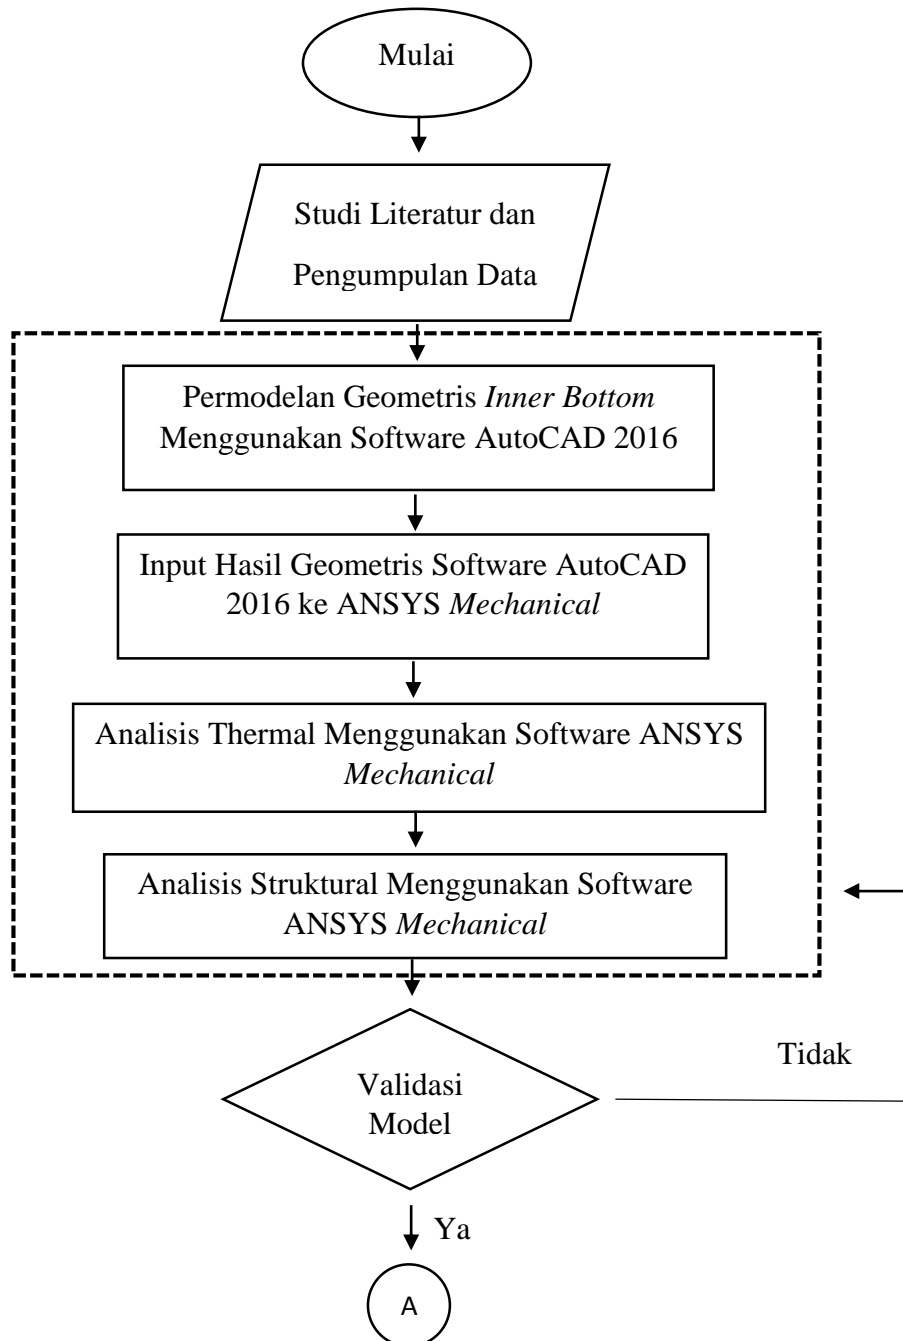 Mulai
Studi Literatur dan
Pengumpulan Data
Permodelan Geometris Inner Bottom
Menggunakan Software AutoCAD 2016
Input Hasil Geometris Software AutoCAD
2016 ke ANSYS Mechanical
Analisis Thermal Menggunakan Software ANSYS
Mechanical
Analisis Struktural Menggunakan Software
ANSYS Mechanical
Tidak
Validasi
Model
Ya
A